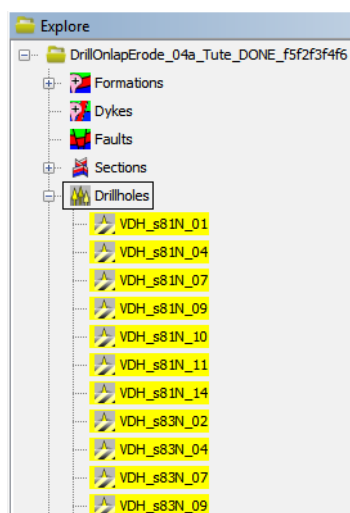 Explore
DrillOnlapErode_04a_Tute_DONE_f5f2f3f4f6
Formations
Dykes
Faults
Sections
Drillholes
VDH_s81N_01
VDH_s81N_04
VDH_s81N_07
VDH_s81N_09
VDH_s81N_10
VDH_s81N_11
VDH_s81N_14
VDH_s83N_02
VDH_s83N_04
VDH_s83N_07
VDH_s83N_09